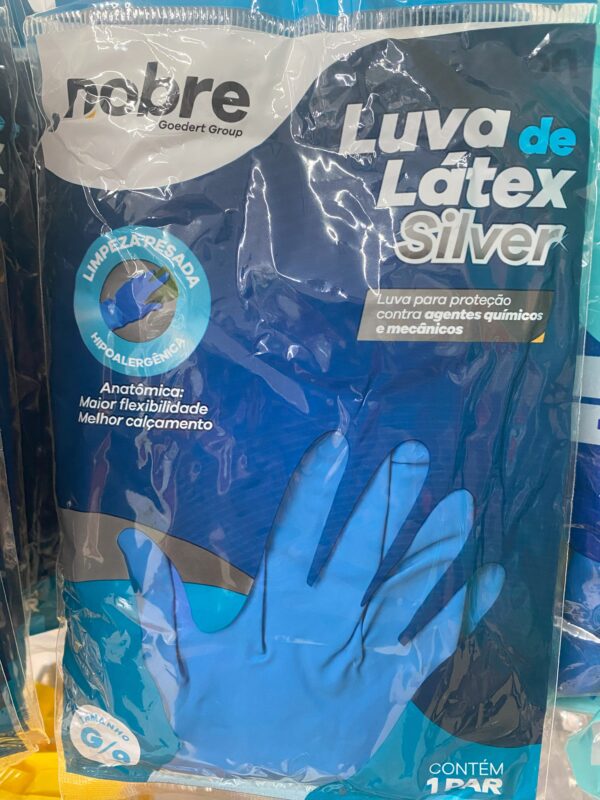 nobre
Goedert Group
Luva de
Látex
Silver
Luva para proteção
contra agentes químicos
e mecânicos
LIMPEZA PESADA
HIPOALERGÊNICA
Anatômica:
Maior flexibilidade
Melhor calçamento
TAMANHO
G/9
CONTÉM
1 PAR